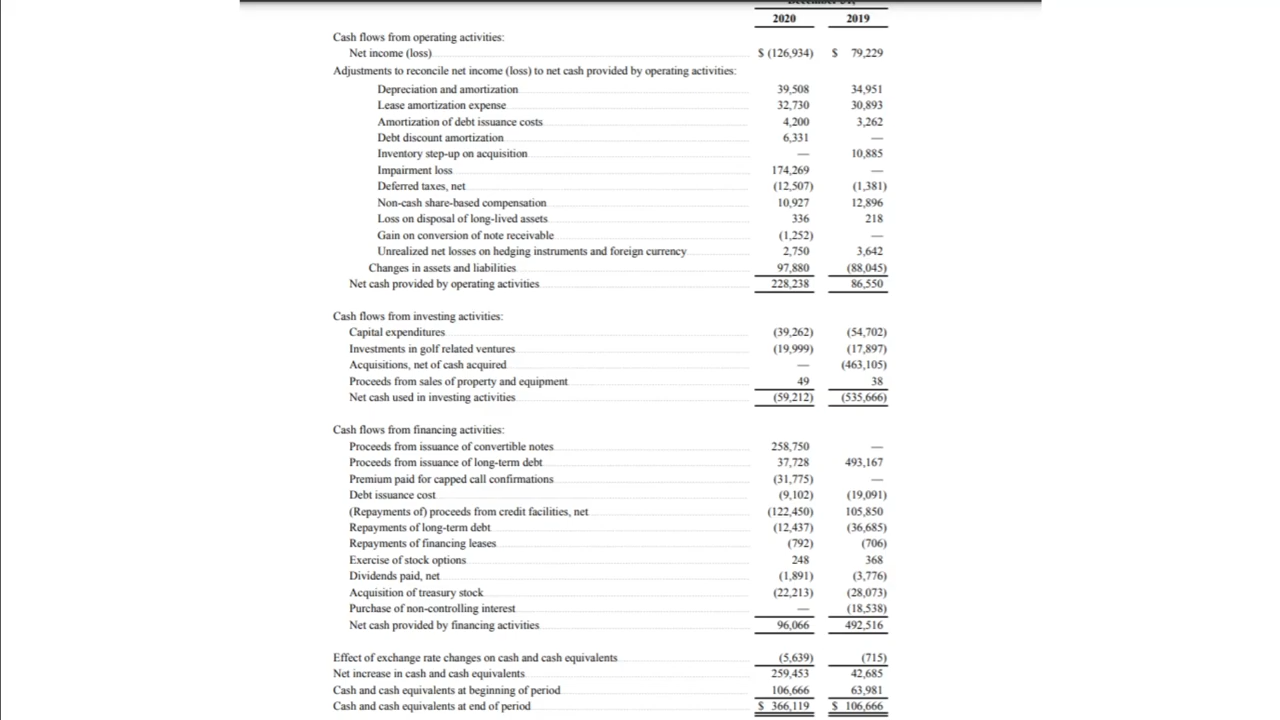 December 31,
2020 2019
Cash flows from operating activities:
Net income (loss) $ (126,934) $ 79,229
Adjustments to reconcile net income (loss) to net cash provided by operating activities:
Depreciation and amortization 39,508 34,951
Lease amortization expense 32,730 30,893
Amortization of debt issuance costs 4,200 3,262
Debt discount amortization 6,331 —
Inventory step-up on acquisition — 10,885
Impairment loss 174,269 —
Deferred taxes, net (12,507) (1,381)
Non-cash share-based compensation 10,927 12,896
Loss on disposal of long-lived assets 336 218
Gain on conversion of note receivable (1,252) —
Unrealized net losses on hedging instruments and foreign currency 2,750 3,642
Changes in assets and liabilities 97,880 (88,045)
Net cash provided by operating activities 228,238 86,550
Cash flows from investing activities:
Capital expenditures (39,262) (54,702)
Investments in golf related ventures (19,999) (17,897)
Acquisitions, net of cash acquired — (463,105)
Proceeds from sales of property and equipment 49 38
Net cash used in investing activities (59,212) (535,666)
Cash flows from financing activities:
Proceeds from issuance of convertible notes 258,750 —
Proceeds from issuance of long-term debt 37,728 493,167
Premium paid for capped call confirmations (31,775) —
Debt issuance cost (9,102) (19,091)
(Repayments of) proceeds from credit facilities, net (122,450) 105,850
Repayments of long-term debt (12,437) (36,685)
Repayments of financing leases (792) (706)
Exercise of stock options 248 368
Dividends paid, net (1,891) (3,776)
Acquisition of treasury stock (22,213) (28,073)
Purchase of non-controlling interest — (18,538)
Net cash provided by financing activities 96,066 492,516
Effect of exchange rate changes on cash and cash equivalents (5,639) (715)
Net increase in cash and cash equivalents 259,453 42,685
Cash and cash equivalents at beginning of period 106,666 63,981
Cash and cash equivalents at end of period $ 366,119 $ 106,666